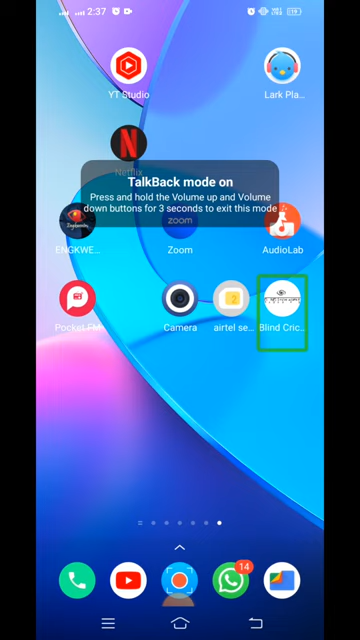 2:37
YT Studio
Lark Pla...
Netflix
TalkBack mode on
Press and hold the Volume up and Volume
down buttons for 3 seconds to exit this mode
zoom
ENGKWE...
Zoom
AudioLab
2
Pocket FM
Camera
airtel se...
Blind Cric...
14